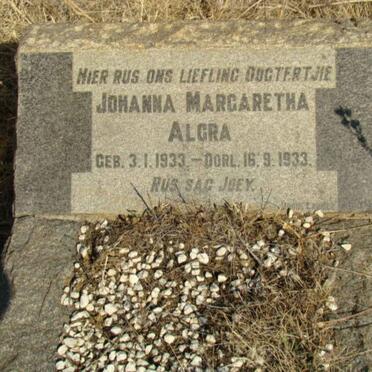 HIER RUS ONS LIEFLING DOGTERTJIE
JOHANNA MARGARETHA
ALGRA
GEB. 3.1.1933.—OORL. 16.9.1933.
RUS SAG JOEY.